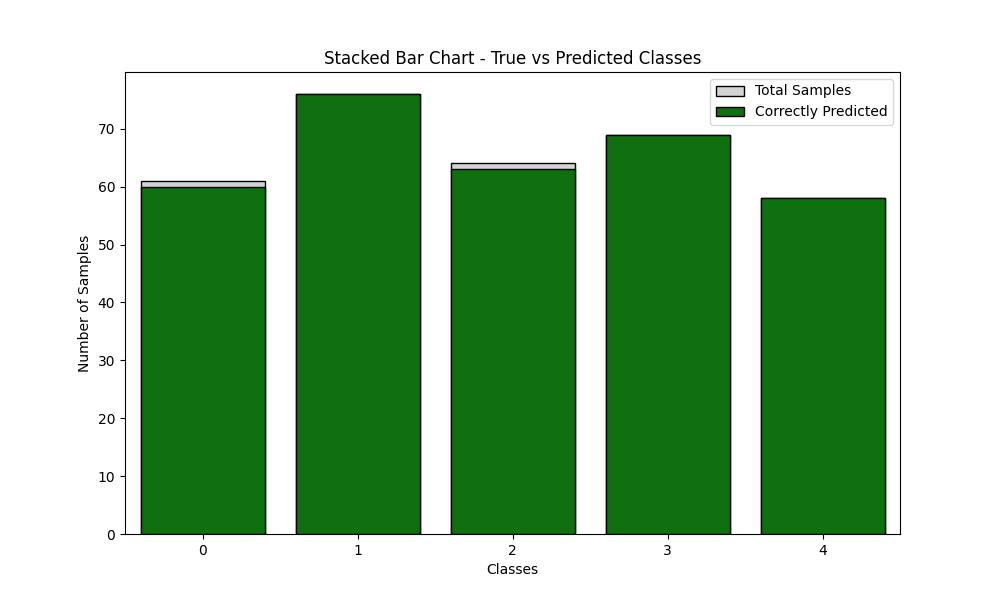 Stacked Bar Chart - True vs Predicted Classes
Total Samples
Correctly Predicted
70
60
50
40
30
20
10
0
Number of Samples
0 1 2 3 4
Classes